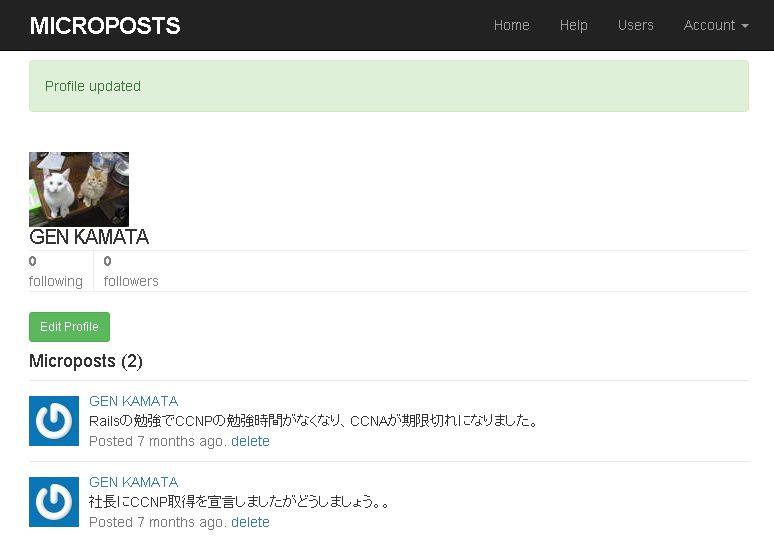 MICROPOSTS
Home Help Users Account
Profile updated
GEN KAMATA
0 0
following followers
Edit Profile
Microposts (2)
GEN KAMATA
Railsの勉強でCCNPの勉強時間がなくなり、CCNAが期限切れになりました。
Posted 7 months ago. delete
GEN KAMATA
社長にCCNP取得を宣言しましたがどうしましょう。。
Posted 7 months ago. delete